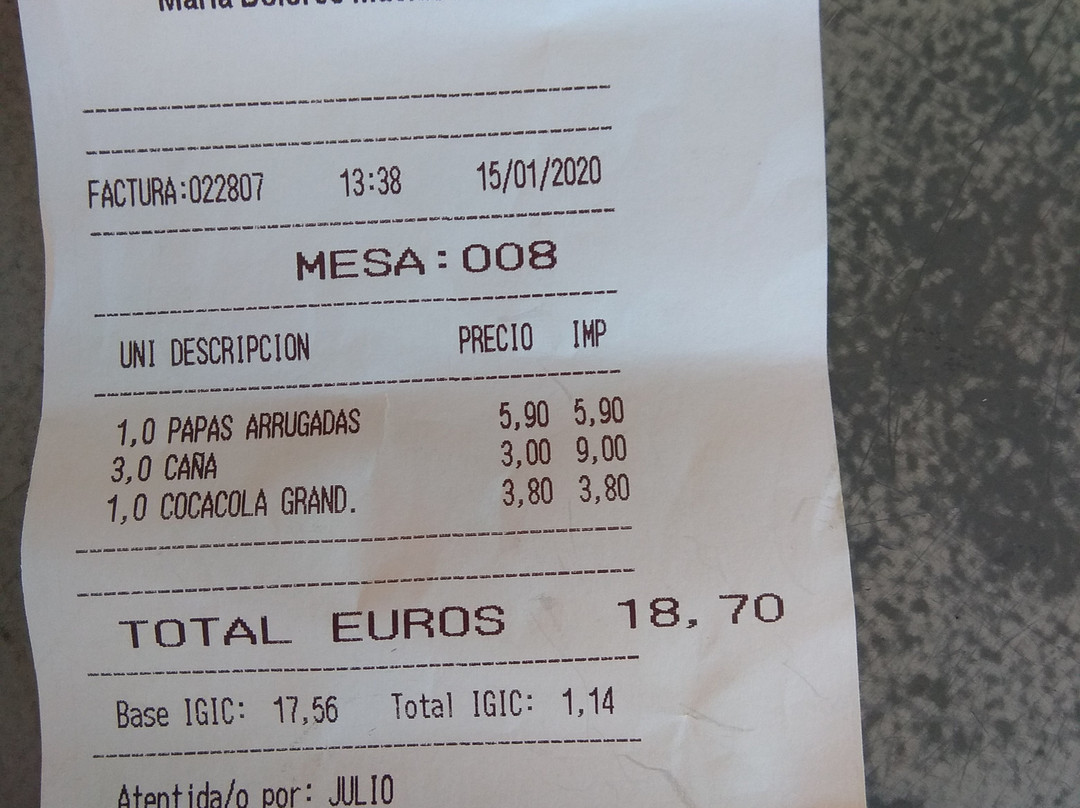 María Dolores
FACTURA:022807 13:38 15/01/2020
MESA:008
UNI DESCRIPCION PRECIO IMP
1,0 PAPAS ARRUGADAS 5,90 5,90
3,0 CAÑA 3,00 9,00
1,0 COCACOLA GRAND. 3,80 3,80
TOTAL EUROS 18,70
Base IGIC: 17,56 Total IGIC: 1,14
Atentida/o por: JULIO